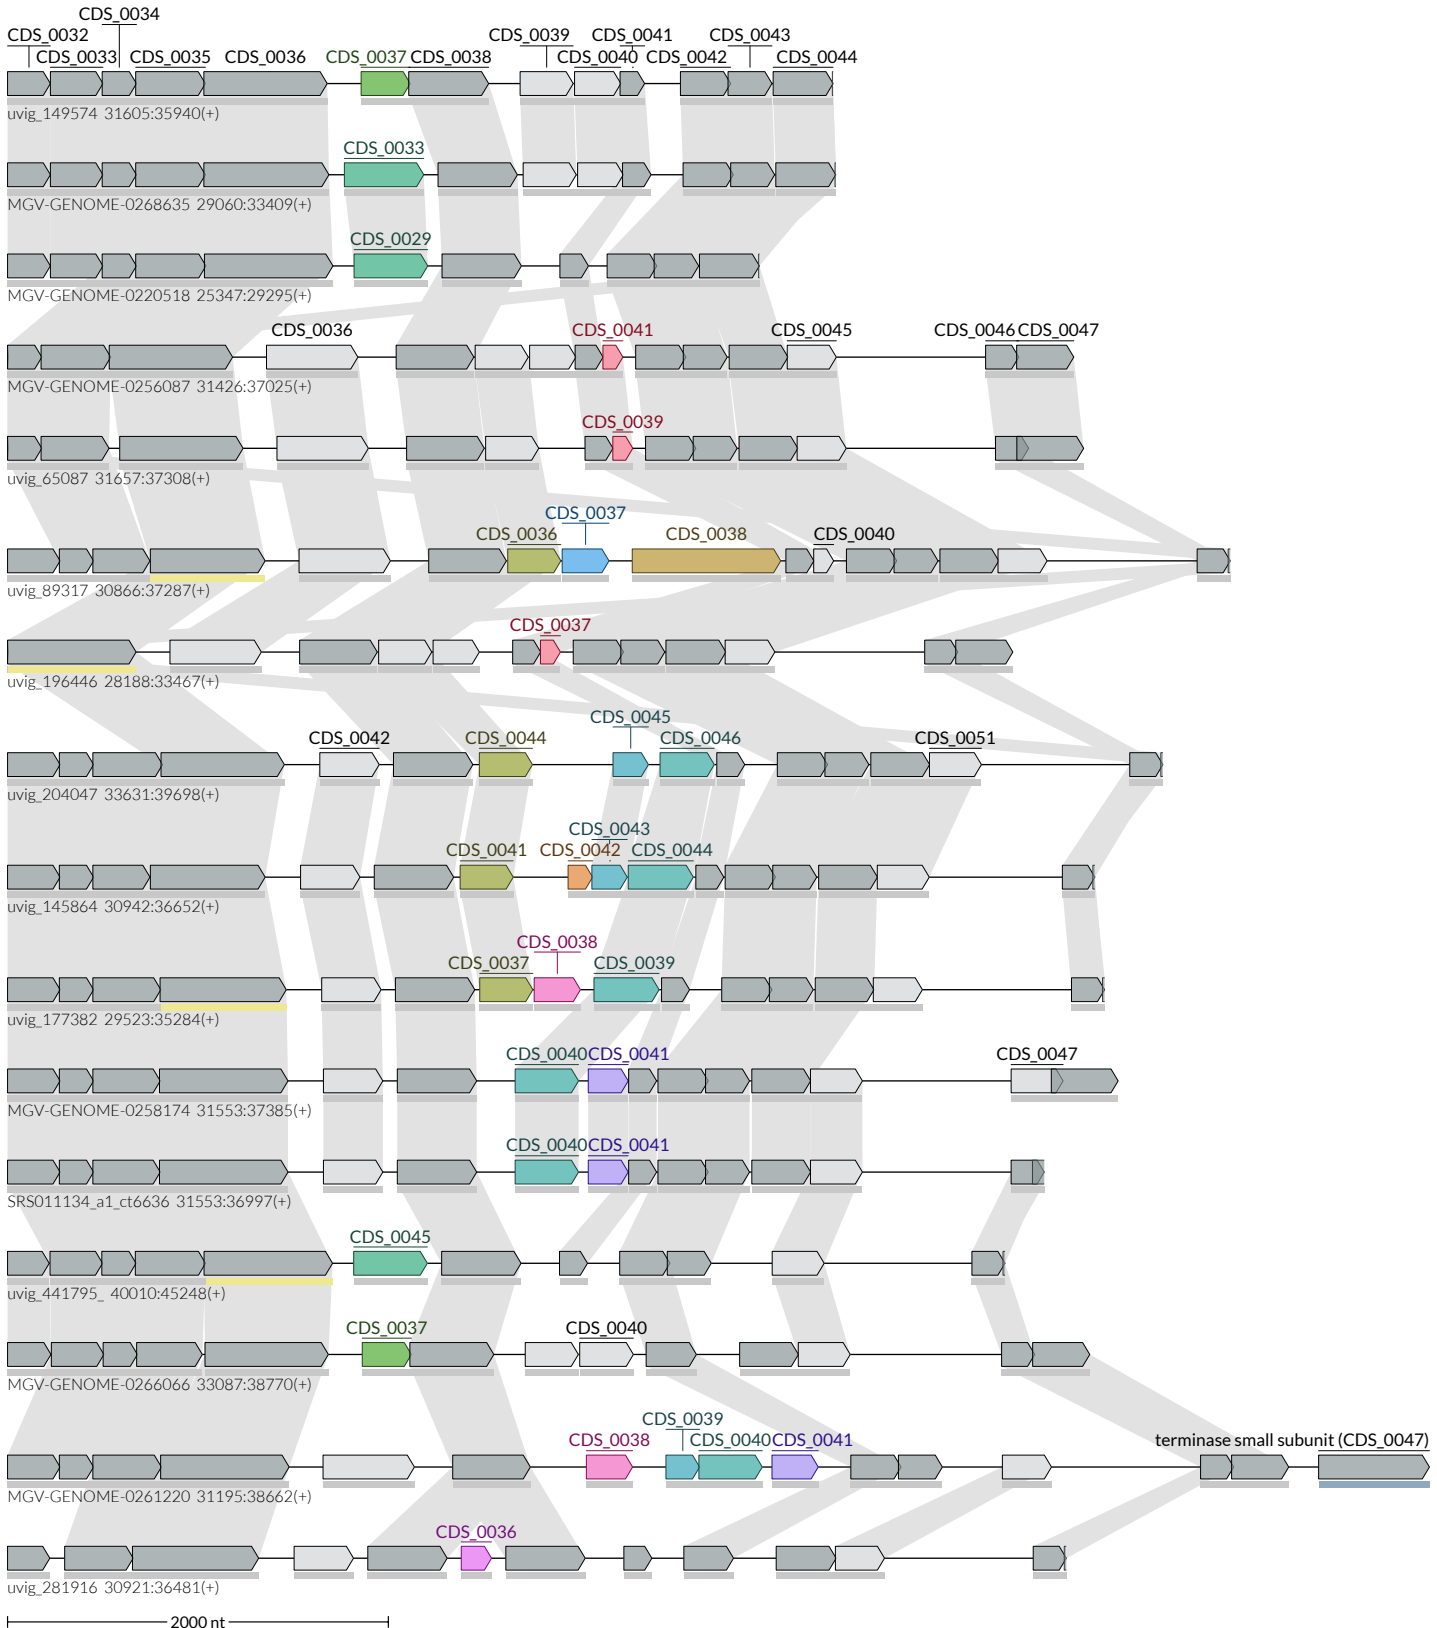 CDS_0034
CDS_0032 CDS_0039 CDS_0041 CDS_0043
CDS_0033 CDS_0035 CDS_0036 CDS_0037 CDS_0038 CDS_0040 CDS_0042 CDS_0044
uvig_149574 31605:35940(+)
CDS_0033
MGV-GENOME-0268635 29060:33409(+)
CDS_0029
MGV-GENOME-0220518 25347:29295(+)
CDS_0036 CDS_0041 CDS_0045 CDS_0046 CDS_0047
MGV-GENOME-0256087 31426:37025(+)
CDS_0039
uvig_65087 31657:37308(+)
CDS_0037
CDS_0036 CDS_0038 CDS_0040
uvig_89317 30866:37287(+)
CDS_0037
uvig_196446 28188:33467(+)
CDS_0045
CDS_0042 CDS_0044 CDS_0046 CDS_0051
uvig_204047 33631:39698(+)
CDS_0043
CDS_0041 CDS_0042 CDS_0044
uvig_145864 30942:36652(+)
CDS_0038
CDS_0037 CDS_0039
uvig_177382 29523:35284(+)
CDS_0040 CDS_0041 CDS_0047
MGV-GENOME-0258174 31553:37385(+)
CDS_0040 CDS_0041
SRS011134_a1_ct6636 31553:36997(+)
CDS_0045
uvig_441795_ 40010:45248(+)
CDS_0037 CDS_0040
MGV-GENOME-0266066 33087:38770(+)
CDS_0039
CDS_0038 CDS_0040 CDS_0041 terminase small subunit (CDS_0047)
MGV-GENOME-0261220 31195:38662(+)
CDS_0036
uvig_281916 30921:36481(+)
2000 nt